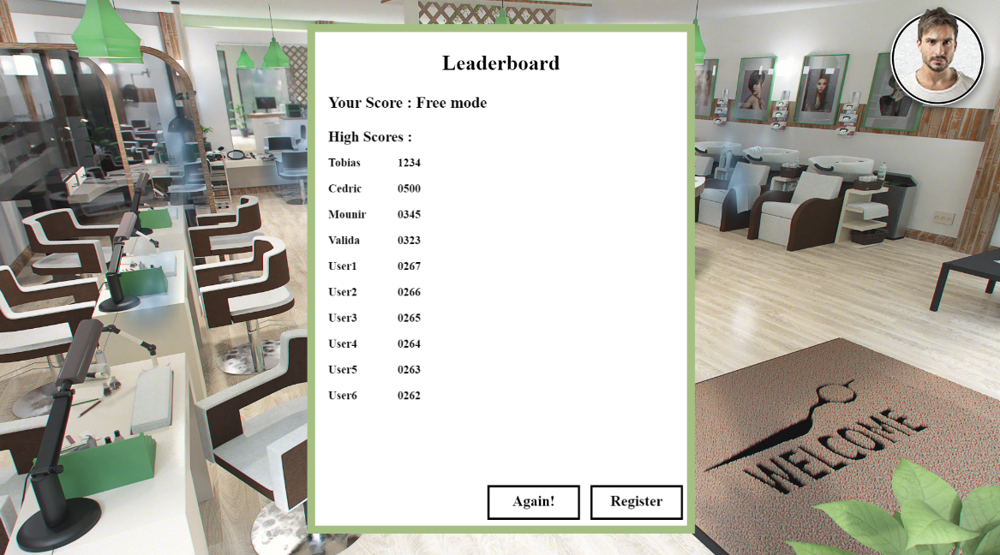 Leaderboard
Your Score : Free mode
High Scores :
Tobias 1234
Cedric 0500
Mounir 0345
Valida 0323
User1 0267
User2 0266
User3 0265
User4 0264
User5 0263
User6 0262
Again! Register
WELCOME